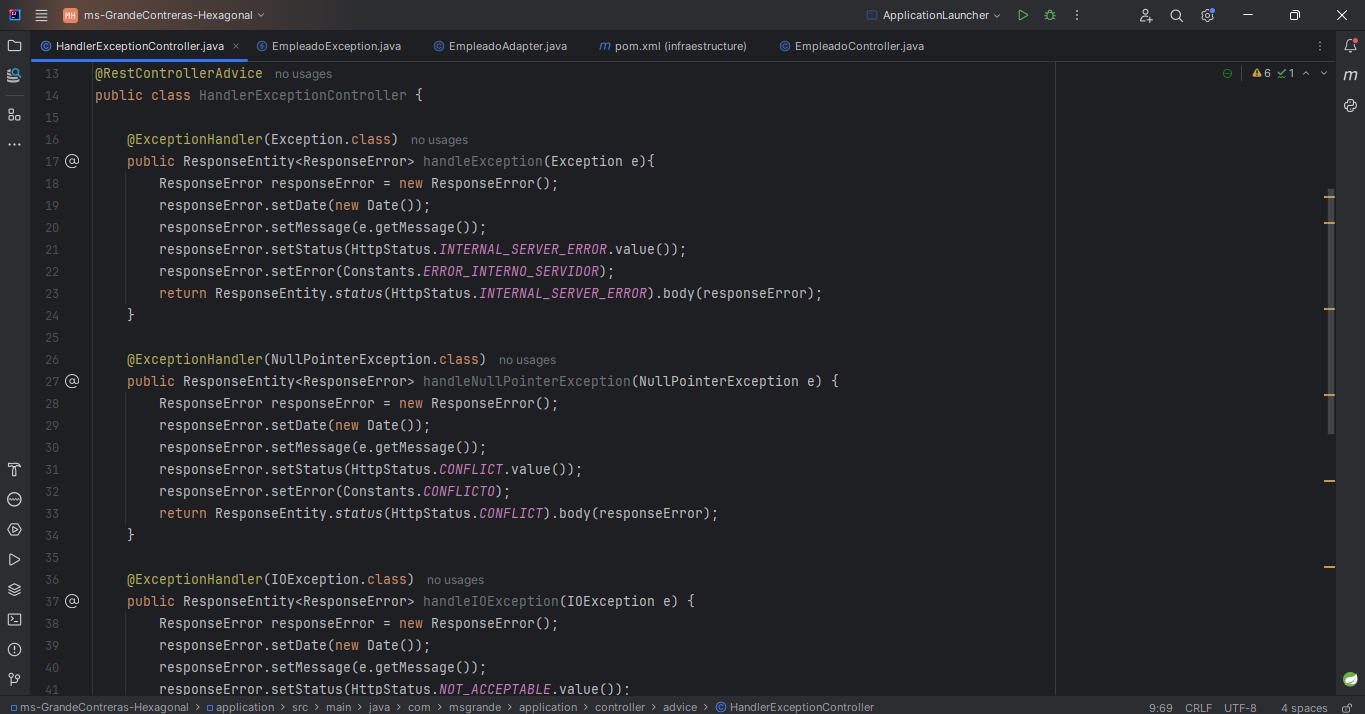 MH ms-GrandeContreras-Hexagonal ApplicationLauncher
HandlerExceptionController.java EmpleadoException.java EmpleadoAdapter.java m pom.xml (infraestructure) EmpleadoController.java
13 @RestControllerAdvice no usages 6 1
14 public class HandlerExceptionController {
15
16 @ExceptionHandler(Exception.class) no usages
17 public ResponseEntity<ResponseError> handleException(Exception e){
18 ResponseError responseError = new ResponseError();
19 responseError.setDate(new Date());
20 responseError.setMessage(e.getMessage());
21 responseError.setStatus(HttpStatus.INTERNAL_SERVER_ERROR.value());
22 responseError.setError(Constants.ERROR_INTERNO_SERVIDOR);
23 return ResponseEntity.status(HttpStatus.INTERNAL_SERVER_ERROR).body(responseError);
24 }
25
26 @ExceptionHandler(NullPointerException.class) no usages
27 public ResponseEntity<ResponseError> handleNullPointerException(NullPointerException e) {
28 ResponseError responseError = new ResponseError();
29 responseError.setDate(new Date());
30 responseError.setMessage(e.getMessage());
31 responseError.setStatus(HttpStatus.CONFLICT.value());
32 responseError.setError(Constants.CONFLICTO);
33 return ResponseEntity.status(HttpStatus.CONFLICT).body(responseError);
34 }
35
36 @ExceptionHandler(IOException.class) no usages
37 public ResponseEntity<ResponseError> handleIOException(IOException e) {
38 ResponseError responseError = new ResponseError();
39 responseError.setDate(new Date());
40 responseError.setMessage(e.getMessage());
41 responseError.setStatus(HttpStatus.NOT_ACCEPTABLE.value());
ms-GrandeContreras-Hexagonal > application > src > main > java > com > msgrande > application > controller > advice > HandlerExceptionController 9:69 CRLF UTF-8 4 spaces